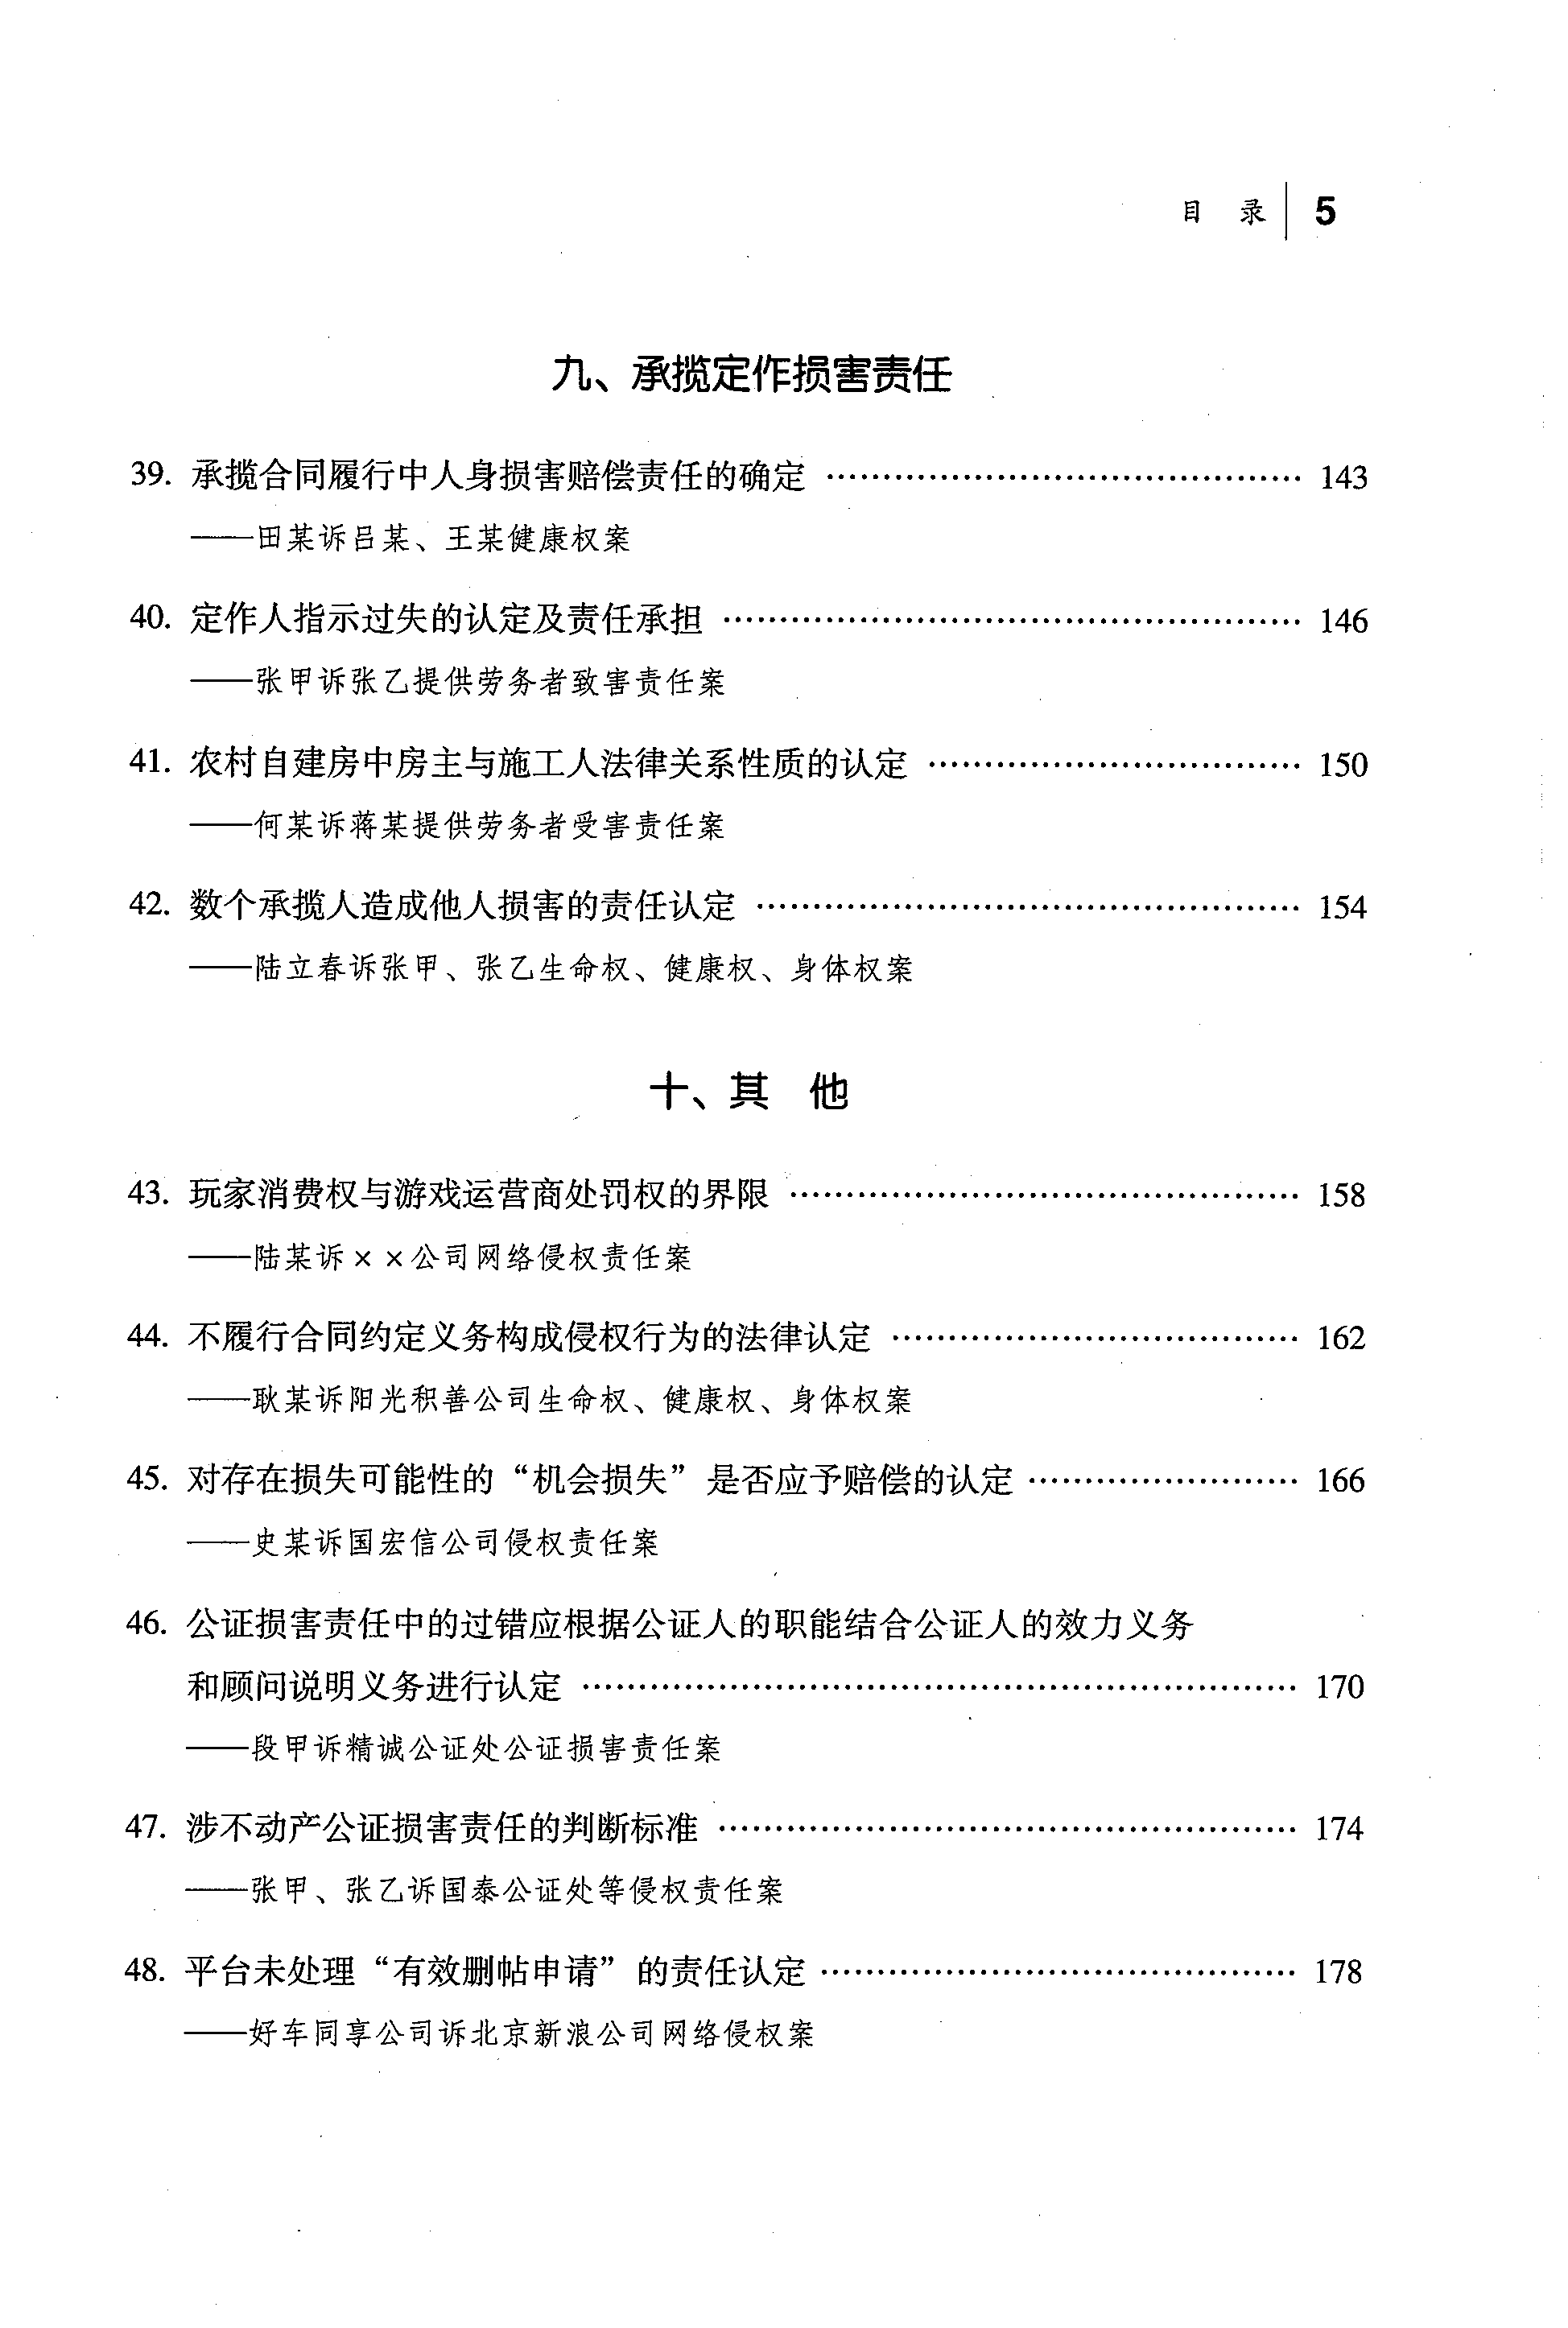 目 录 | 5
九、承揽定作损害责任
39. 承揽合同履行中人身损害赔偿责任的确定 …………………………………… 143
——田某诉吕某、王某健康权案
40. 定作人指示过失的认定及责任承担 …………………………………………… 146
——张甲诉张乙提供劳务者致害责任案
41. 农村自建房中房主与施工人法律关系性质的认定 …………………………… 150
——何某诉蒋某提供劳务者受害责任案
42. 数个承揽人造成他人损害的责任认定 ………………………………………… 154
——陆立春诉张甲、张乙生命权、健康权、身体权案
十、其 他
43. 玩家消费权与游戏运营商处罚权的界限 ……………………………………… 158
——陆某诉××公司网络侵权责任案
44. 不履行合同约定义务构成侵权行为的法律认定 ……………………………… 162
——耿某诉阳光积善公司生命权、健康权、身体权案
45. 对存在损失可能性的“机会损失”是否应予赔偿的认定 …………………… 166
——史某诉国宏信公司侵权责任案
46. 公证损害责任中的过错应根据公证人的职能结合公证人的效力义务
和顾问说明义务进行认定 ……………………………………………………… 170
——段甲诉精诚公证处公证损害责任案
47. 涉不动产公证损害责任的判断标准 …………………………………………… 174
——张甲、张乙诉国泰公证处等侵权责任案
48. 平台未处理“有效删帖申请”的责任认定 …………………………………… 178
——好车同享公司诉北京新浪公司网络侵权案